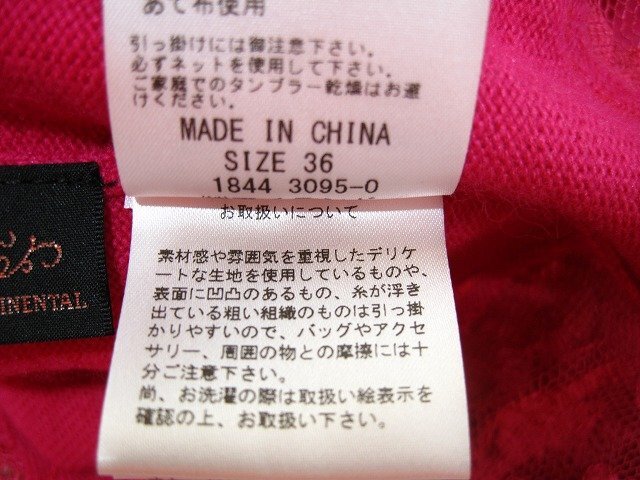 あて布使用
引っ掛けには御注意下さい。
必ずネットを使用して下さい。
ご家庭でのタンブラー乾燥はお避
けください。
MADE IN CHINA
SIZE 36
1844 3095-0
お取扱いについて
素材感や雰囲気を重視したデリケ
ートな生地を使用しているものや、
表面に凹凸のあるもの、糸が浮き
出ている粗い組織のものは引っ掛
かりやすいので、バッグやアクセ
サリー、周囲の物との摩擦には十
分ご注意下さい。
尚、お洗濯の際は取扱い絵表示を
確認の上、お取扱い下さい。